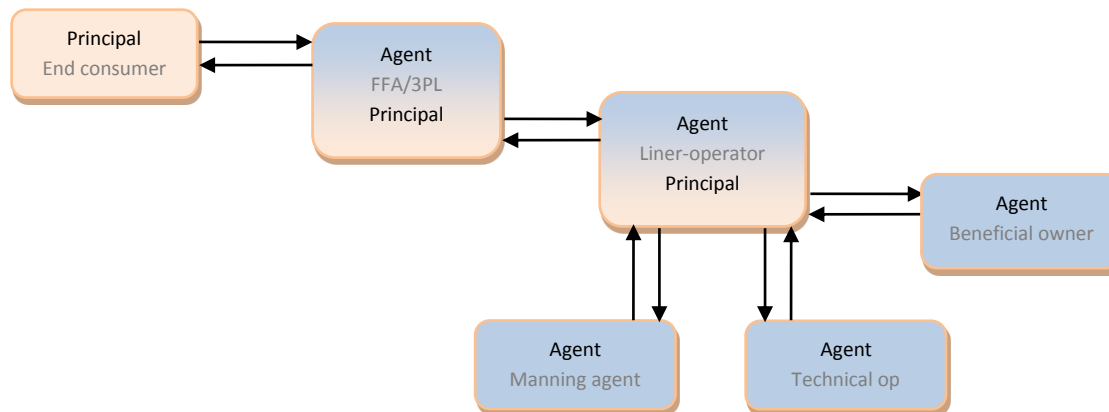 Principal
End consumer
Agent
FFA/3PL
Principal
Agent
Liner-operator
Principal
Agent
Beneficial owner
Agent
Manning agent
Agent
Technical op